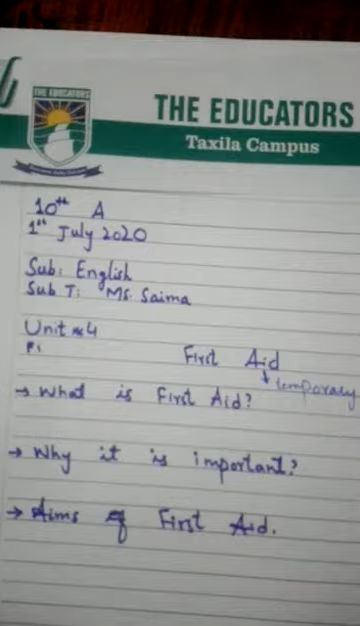 THE EDUCATORS
THE EDUCATORS
Taxila Campus
10th A
1st July 2020
Sub: English
Sub T: Ms. Saima
Unit # 4
P1
First Aid
↓ temporary
→ What is First Aid?
→ Why it is important?
→ Aims of First Aid.